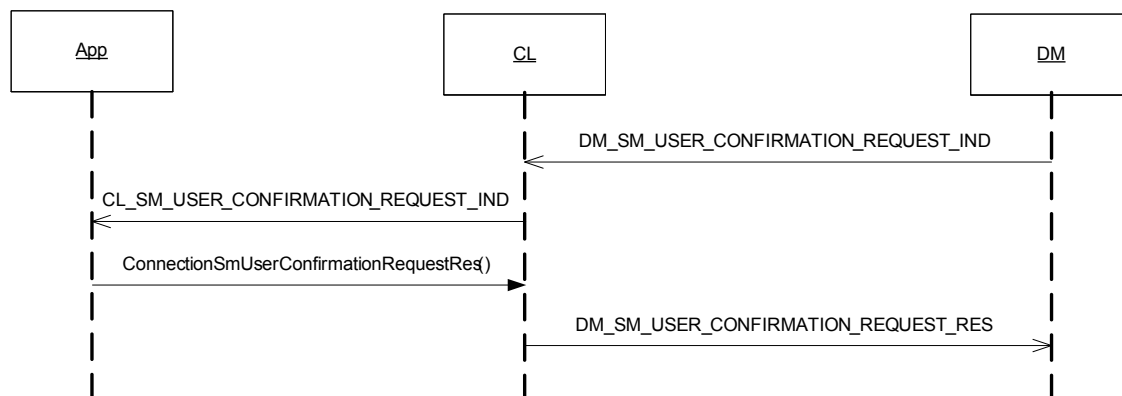 App
CL
DM
DM_SM_USER_CONFIRMATION_REQUEST_IND
CL_SM_USER_CONFIRMATION_REQUEST_IND
ConnectionSmUserConfirmationRequestRes()
DM_SM_USER_CONFIRMATION_REQUEST_RES